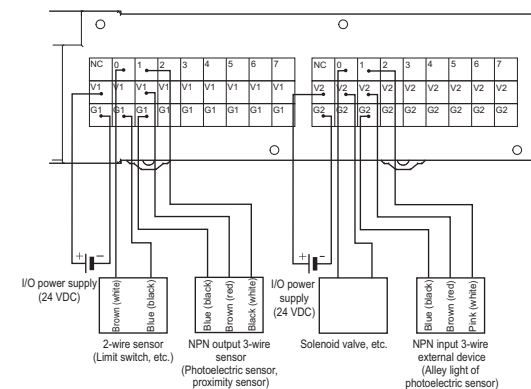 NC 0 1 2 3 4 5 6 7
V1 V1 V1 V1 V1 V1 V1 V1 V1
G1 G1 G1 G1 G1 G1 G1 G1 G1
NC 0 1 2 3 4 5 6 7
V2 V2 V2 V2 V2 V2 V2 V2 V2
G2 G2 G2 G2 G2 G2 G2 G2 G2
+ −
I/O power supply
(24 VDC)
Brown (white)
Blue (black)
2-wire sensor
(Limit switch, etc.)
Blue (black)
Brown (red)
Black (white)
NPN output 3-wire
sensor
(Photoelectric sensor,
proximity sensor)
+ −
I/O power
supply
(24 VDC)
Solenoid valve, etc.
Blue (black)
Brown (red)
Pink (white)
NPN input 3-wire
external device
(Alley light of
photoelectric sensor)